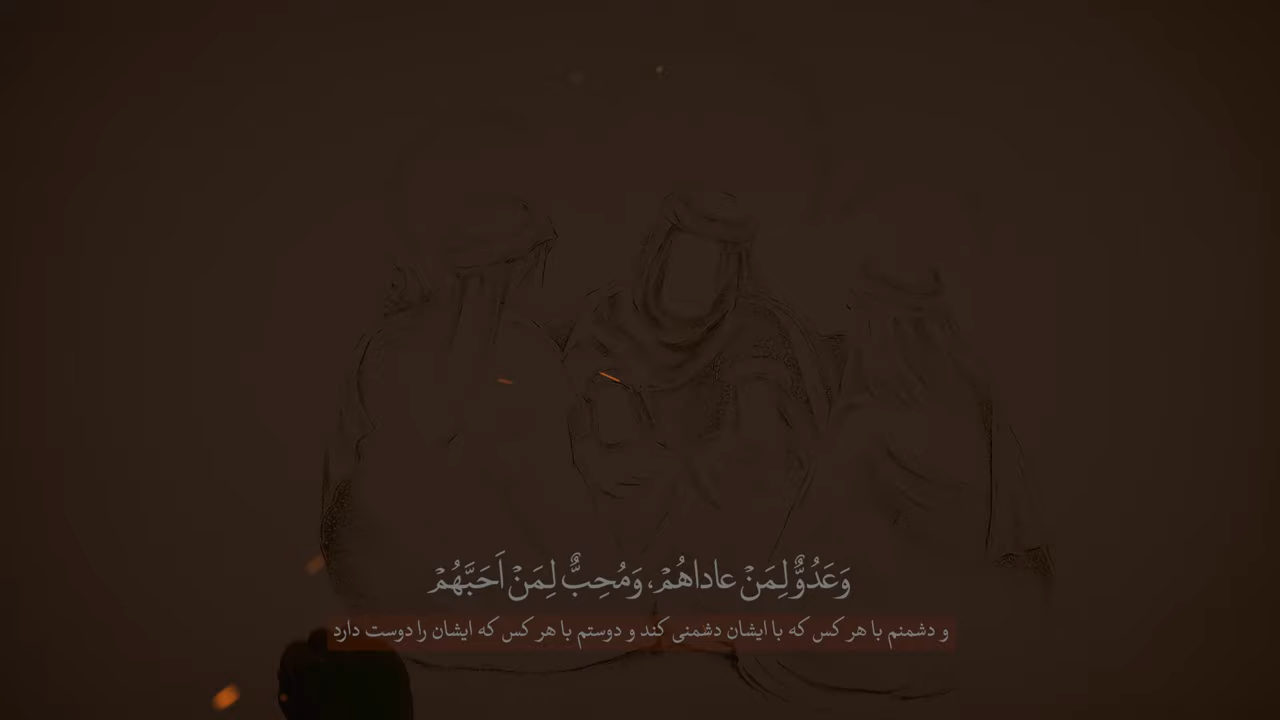 وَعَدُوٌّ لِمَنْ عاداهُمْ، وَمُحِبٌّ لِمَنْ اَحَبَّهُمْ
و دشمنم با هر کس که با ایشان دشمنی کند و دوستم با هر کس که ایشان را دوست دارد